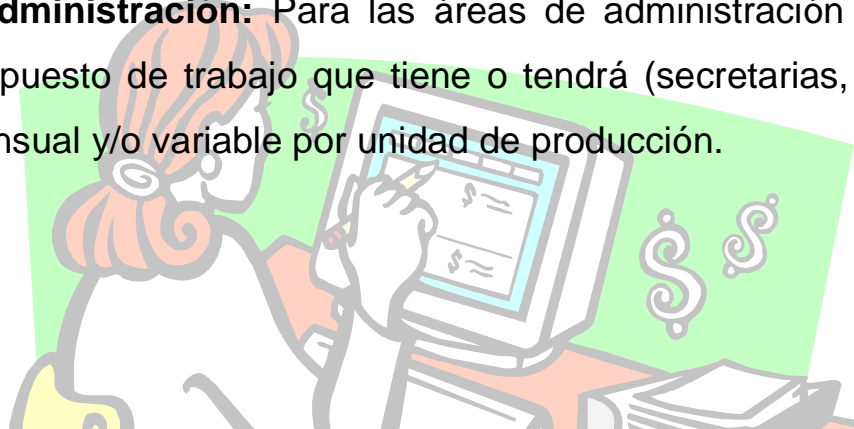 dministración: Para las áreas de administración
puesto de trabajo que tiene o tendrá (secretarias,
nsual y/o variable por unidad de producción.
$
$
$
$ $